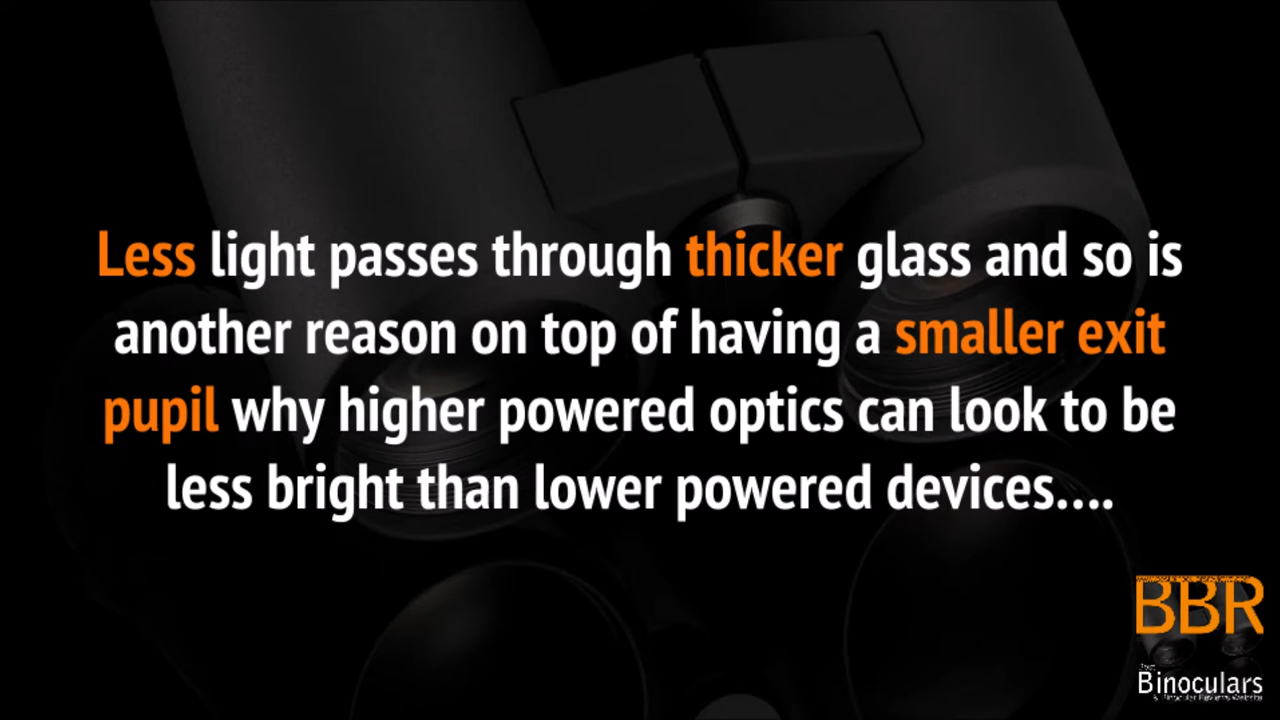 Less light passes through thicker glass and so is
another reason on top of having a smaller exit
pupil why higher powered optics can look to be
less bright than lower powered devices....
BBR
Best
Binoculars